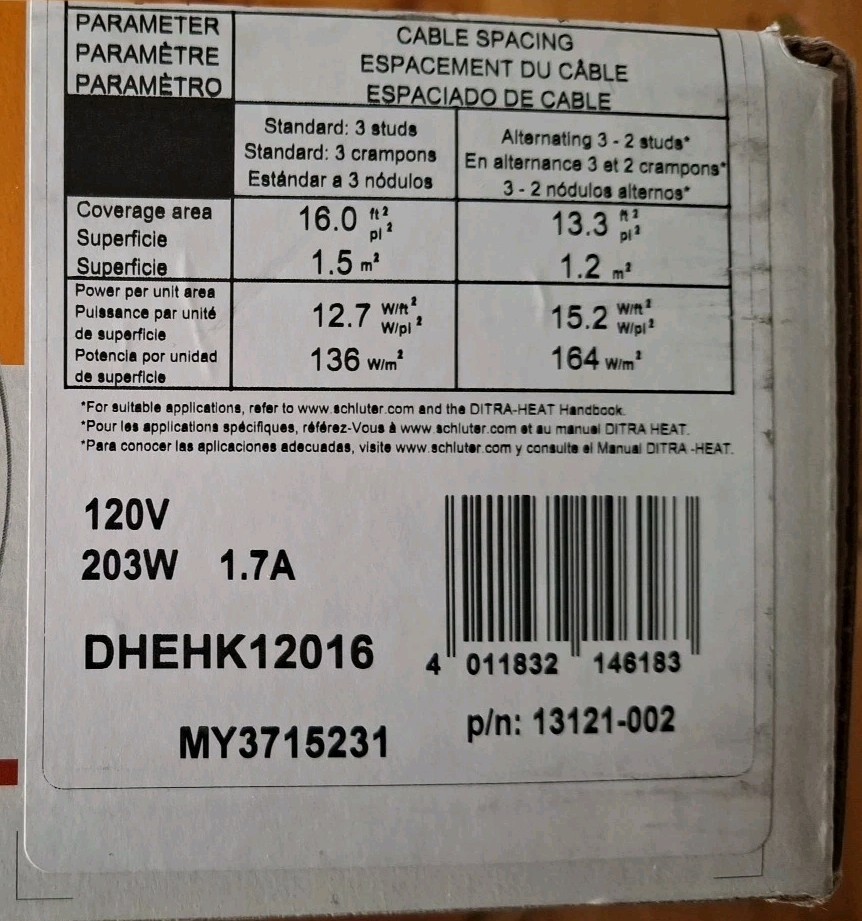 PARAMETER
PARAMÈTRE
PARAMÈTRO
CABLE SPACING
ESPACEMENT DU CÂBLE
ESPACIADO DE CABLE
Standard: 3 studs
Standard: 3 crampons
Estándar a 3 nódulos
Alternating 3 - 2 studs*
En alternance 3 et 2 crampons*
3 - 2 nódulos alternos*
Coverage area
Superficie
Superficie
16.0 ft² pl²
1.5 m²
13.3 ft² pl²
1.2 m²
Power per unit area
Puissance par unité
de superficie
Potencia por unidad
de superficie
12.7 W/ft² W/pl²
136 W/m²
15.2 W/ft² W/pl²
164 W/m²
*For suitable applications, refer to www.schluter.com and the DITRA-HEAT Handbook.
*Pour les applications spécifiques, référez-Vous à www.schluter.com et au manuel DITRA HEAT.
*Para conocer las aplicaciones adecuadas, visite www.schluter.com y consulte el Manual DITRA -HEAT.
120V
203W 1.7A
DHEHK12016
MY3715231
4 011832 146183
p/n: 13121-002